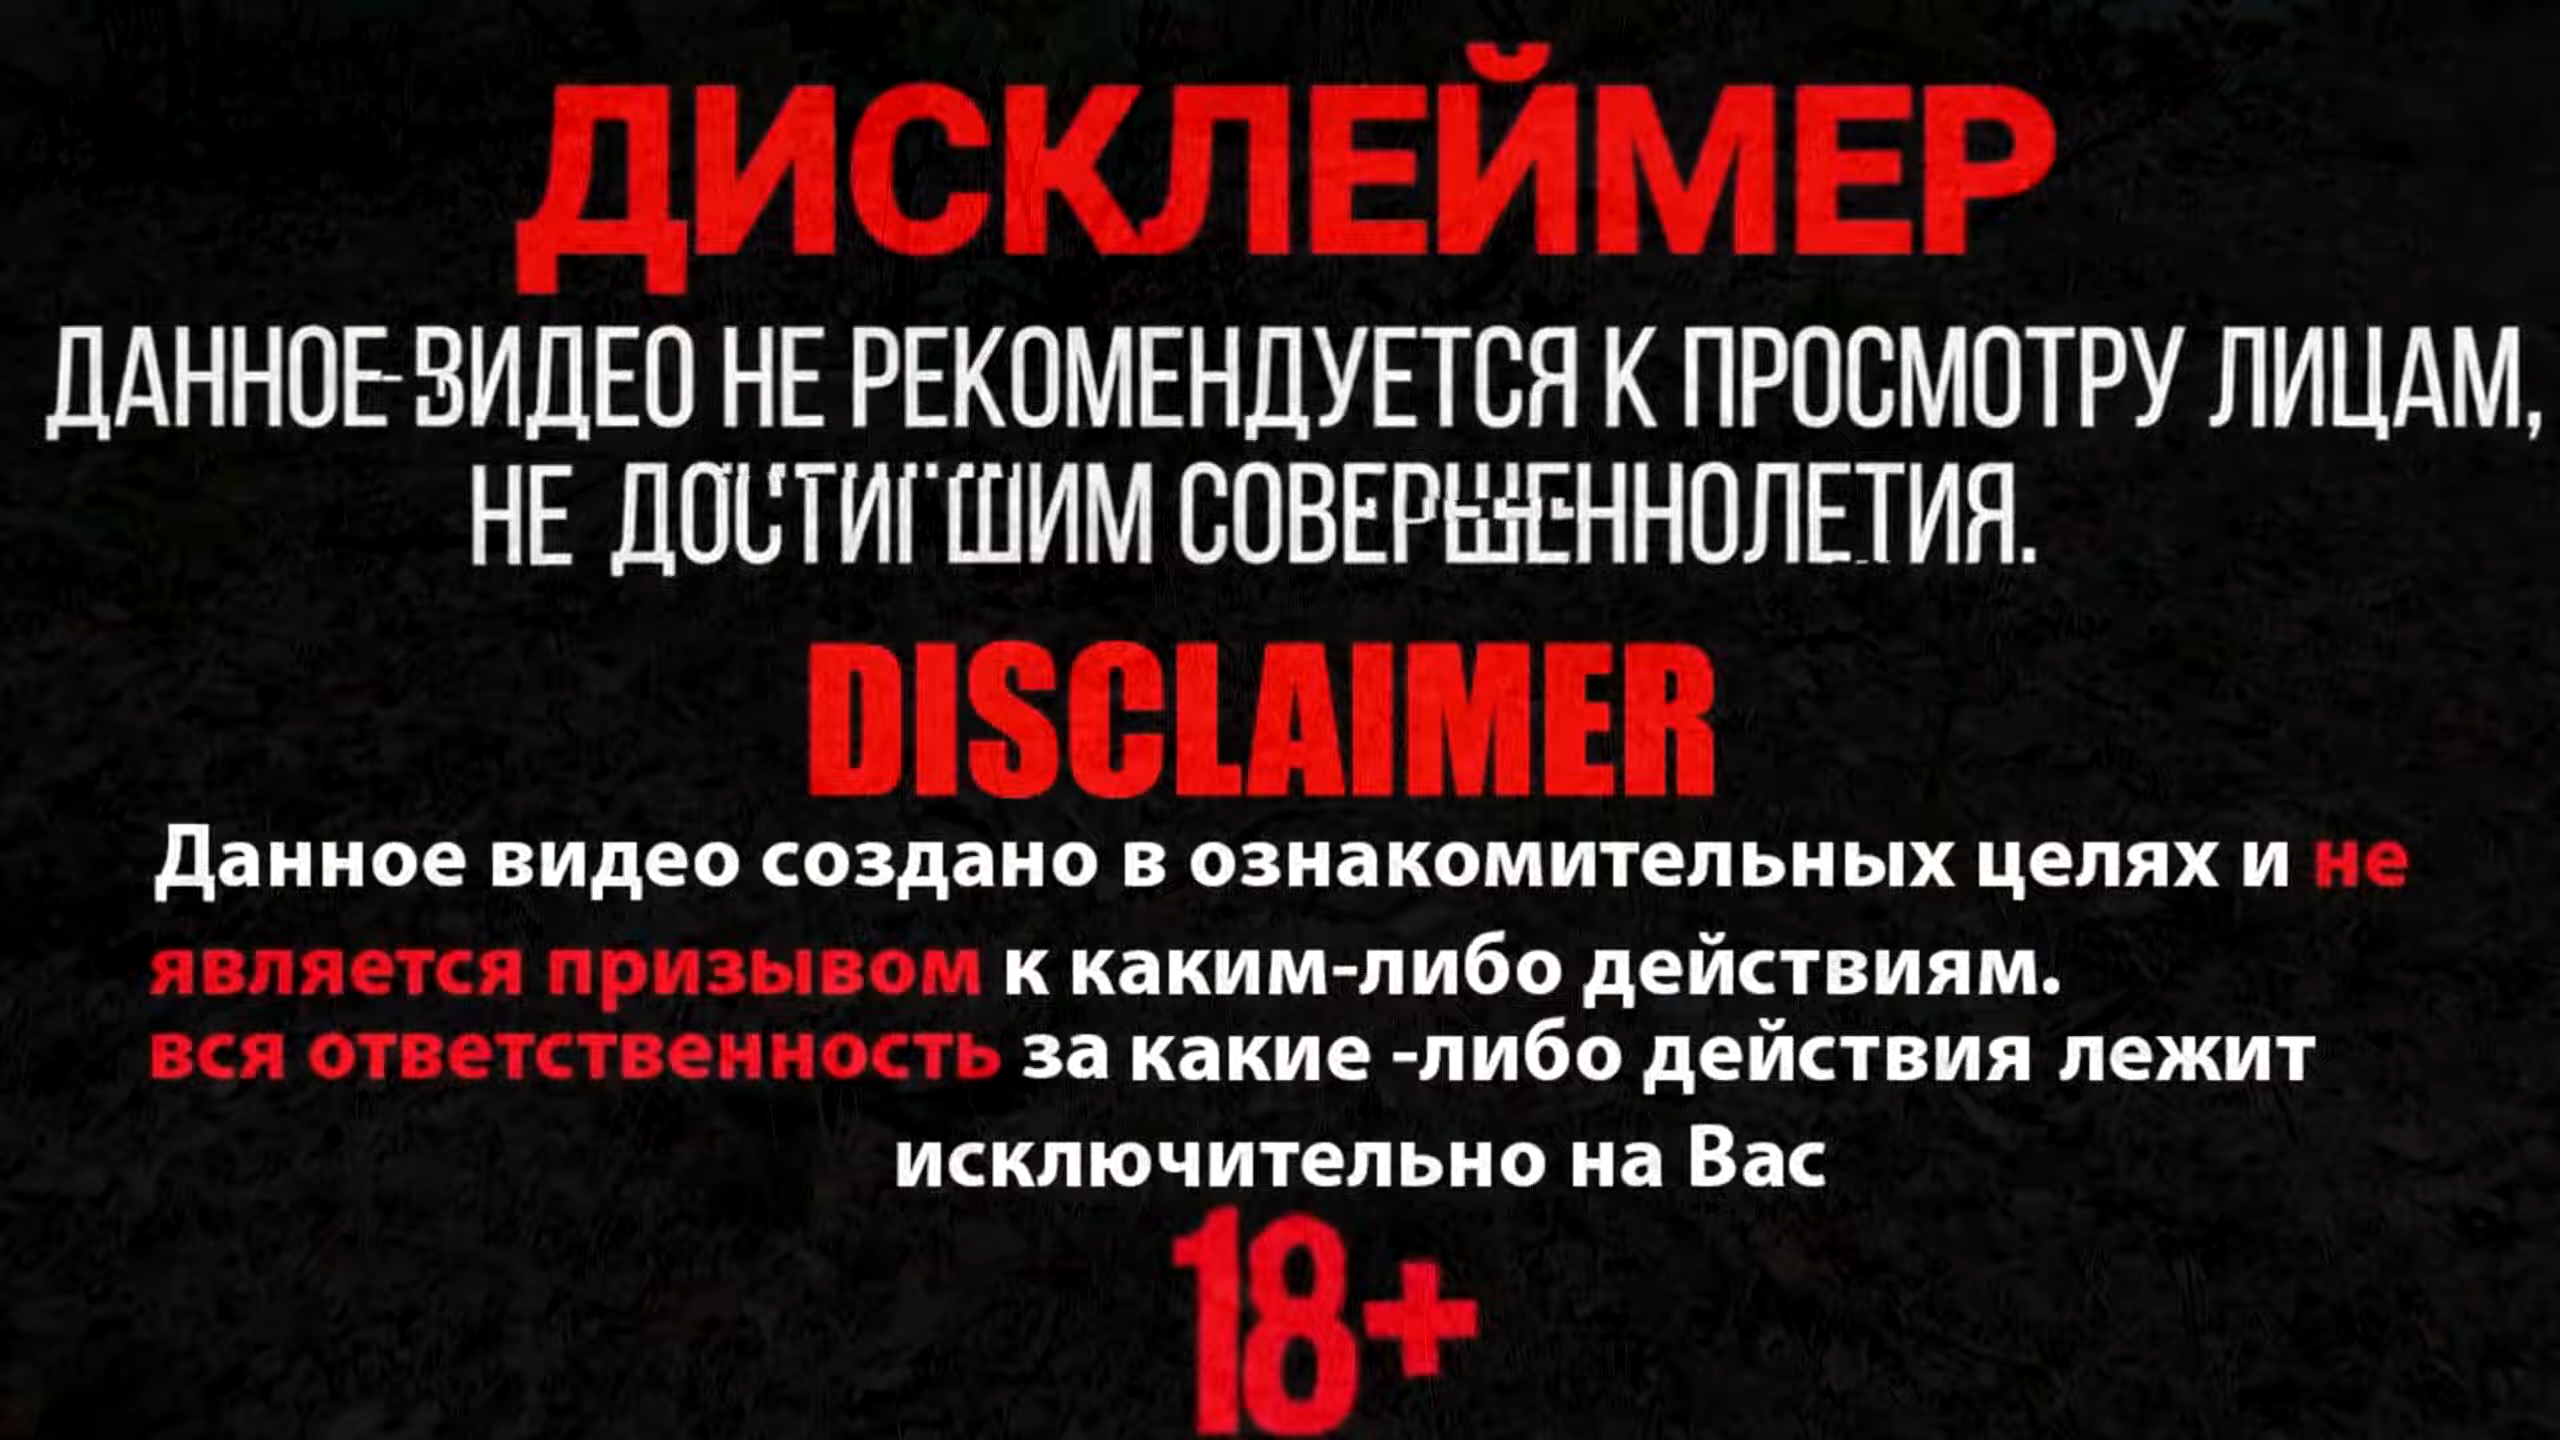 ДИСКЛЕЙМЕР
ДАННОЕ ВИДЕО НЕ РЕКОМЕНДУЕТСЯ К ПРОСМОТРУ ЛИЦАМ,
НЕ ДОСТИГШИМ СОВЕРШЕННОЛЕТИЯ.
DISCLAIMER
Данное видео создано в ознакомительных целях и не
является призывом к каким-либо действиям.
вся ответственность за какие -либо действия лежит
исключительно на Вас
18+